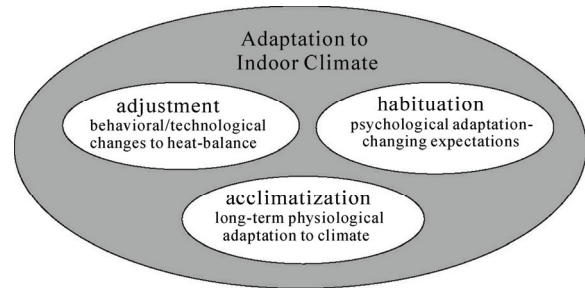 Adaptation to
Indoor Climate
adjustment
behavioral/technological
changes to heat-balance
habituation
psychological adaptation-
changing expectations
acclimatization
long-term physiological
adaptation to climate